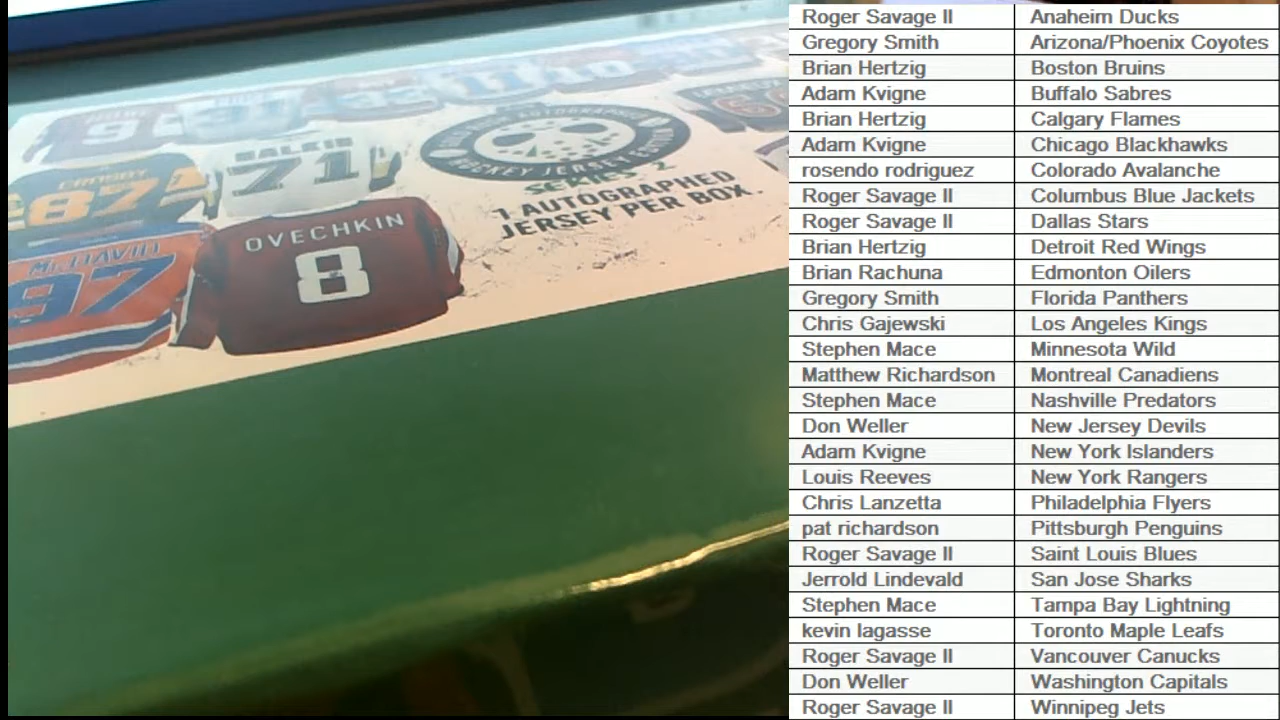 CROSBY
87
MALKIN
71
McDAVID
97
OVECHKIN
8
AUTOGRAPHED
HOCKEY JERSEY
SERIES 2
1 AUTOGRAPHED
JERSEY PER BOX.
Roger Savage II Anaheim Ducks
Gregory Smith Arizona/Phoenix Coyotes
Brian Hertzig Boston Bruins
Adam Kvigne Buffalo Sabres
Brian Hertzig Calgary Flames
Adam Kvigne Chicago Blackhawks
rosendo rodriguez Colorado Avalanche
Roger Savage II Columbus Blue Jackets
Roger Savage II Dallas Stars
Brian Hertzig Detroit Red Wings
Brian Rachuna Edmonton Oilers
Gregory Smith Florida Panthers
Chris Gajewski Los Angeles Kings
Stephen Mace Minnesota Wild
Matthew Richardson Montreal Canadiens
Stephen Mace Nashville Predators
Don Weller New Jersey Devils
Adam Kvigne New York Islanders
Louis Reeves New York Rangers
Chris Lanzetta Philadelphia Flyers
pat richardson Pittsburgh Penguins
Roger Savage II Saint Louis Blues
Jerrold Lindevald San Jose Sharks
Stephen Mace Tampa Bay Lightning
kevin lagasse Toronto Maple Leafs
Roger Savage II Vancouver Canucks
Don Weller Washington Capitals
Roger Savage II Winnipeg Jets